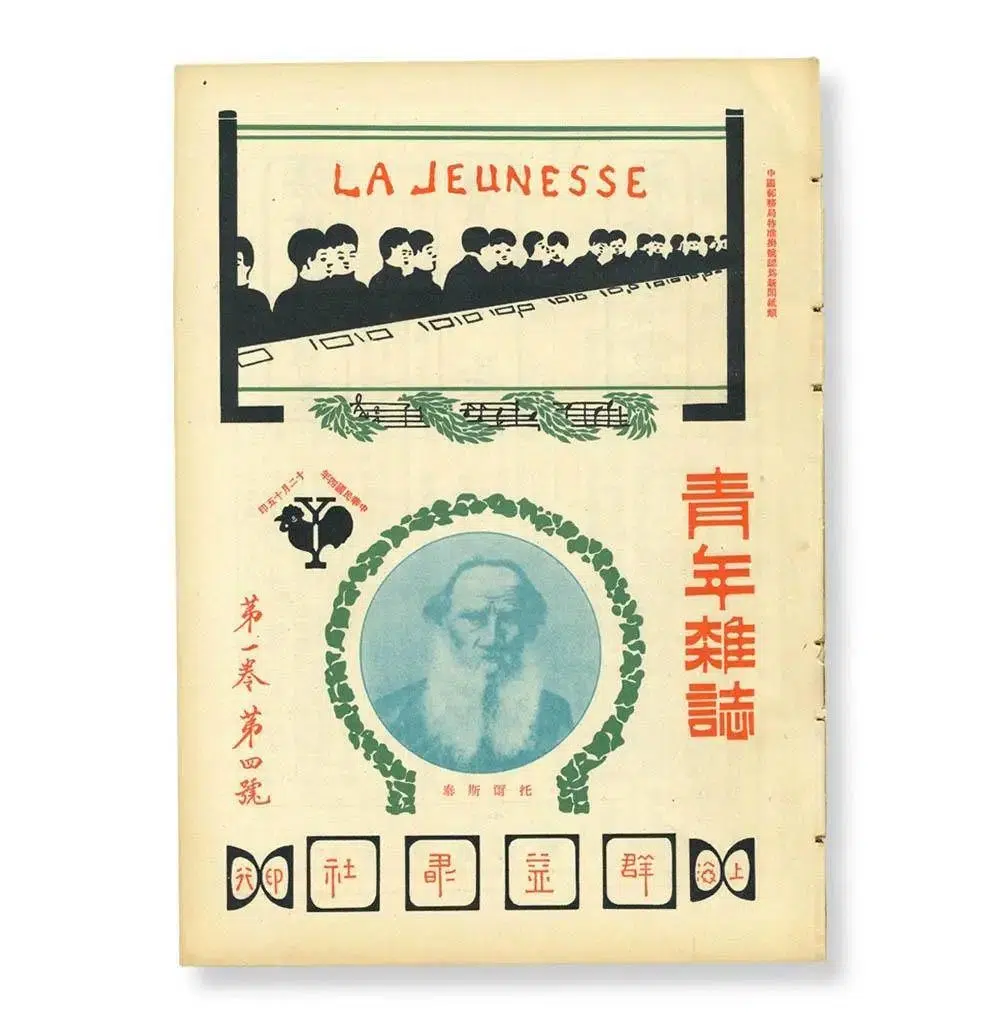 LA JEUNESSE
中國郵務局特准掛號認爲新聞紙類
青年雜誌
中華民國四年
十二月十五印
Y
第一卷 第四號
托爾斯泰
上海群益書社印行